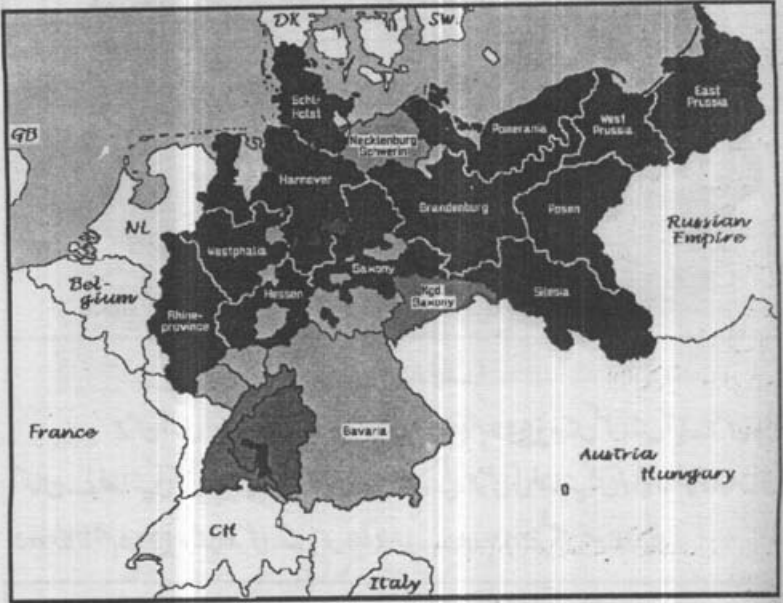 DK
SW
East
Prussia
Schl-
Holst
GB
Pomerania
West
Prussia
Necklenburg
Schwerin
Hannover
NL
Brandenburg
Posen
Russian
Empire
Westphalia
Saxony
Bel-
gium
Hessen
Kgd
Saxony
Silesia
Rhine-
province
France
Bavaria
Austria
Hungary
CH
Italy